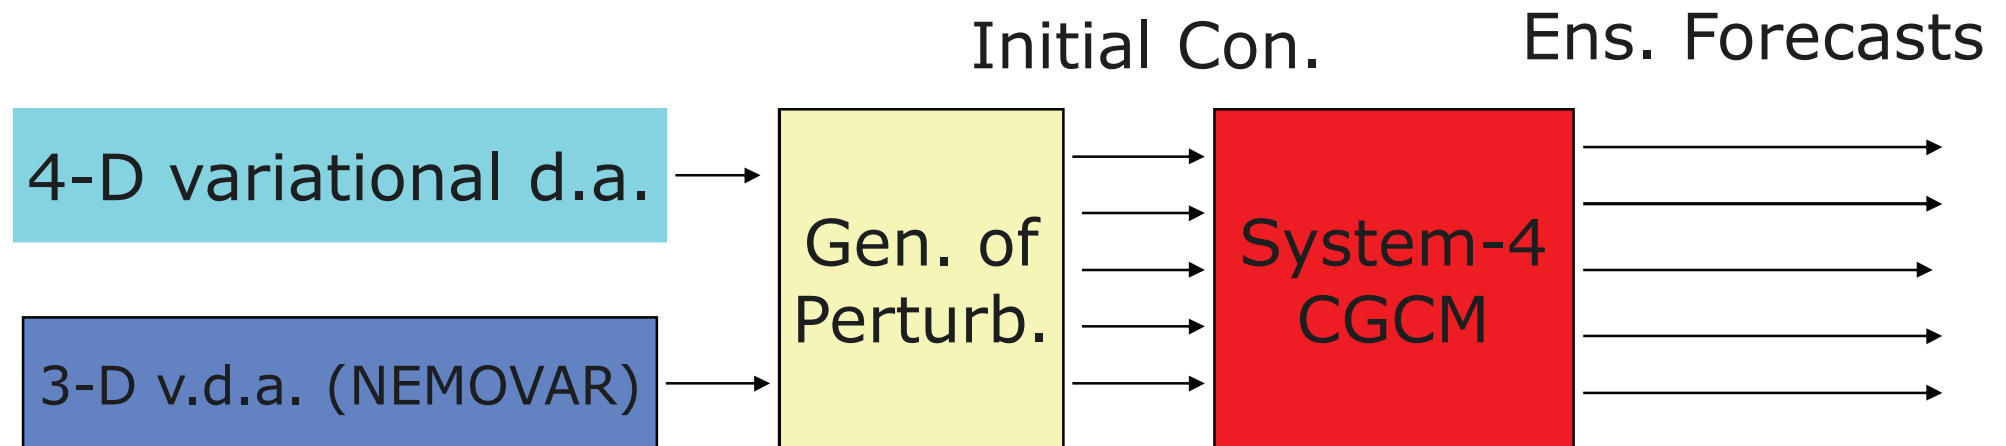 Initial Con.
Ens. Forecasts
4-D variational d.a.
Gen. of
Perturb.
System-4
CGCM
3-D v.d.a. (NEMOVAR)